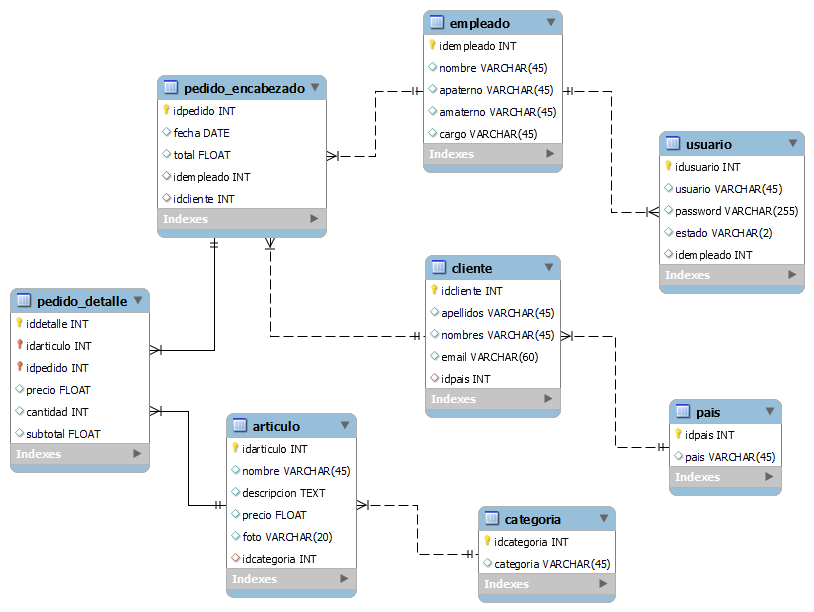 empleado
idempleado INT
nombre VARCHAR(45)
apaterno VARCHAR(45)
amaterno VARCHAR(45)
cargo VARCHAR(45)
Indexes
pedido_encabezado
idpedido INT
fecha DATE
total FLOAT
idempleado INT
idcliente INT
Indexes
usuario
idusuario INT
usuario VARCHAR(45)
password VARCHAR(255)
estado VARCHAR(2)
idempleado INT
Indexes
cliente
idcliente INT
apellidos VARCHAR(45)
nombres VARCHAR(45)
email VARCHAR(60)
idpais INT
Indexes
pedido_detalle
iddetalle INT
idarticulo INT
idpedido INT
precio FLOAT
cantidad INT
subtotal FLOAT
Indexes
pais
idpais INT
pais VARCHAR(45)
Indexes
articulo
idarticulo INT
nombre VARCHAR(45)
descripcion TEXT
precio FLOAT
foto VARCHAR(20)
idcategoria INT
Indexes
categoria
idcategoria INT
categoria VARCHAR(45)
Indexes